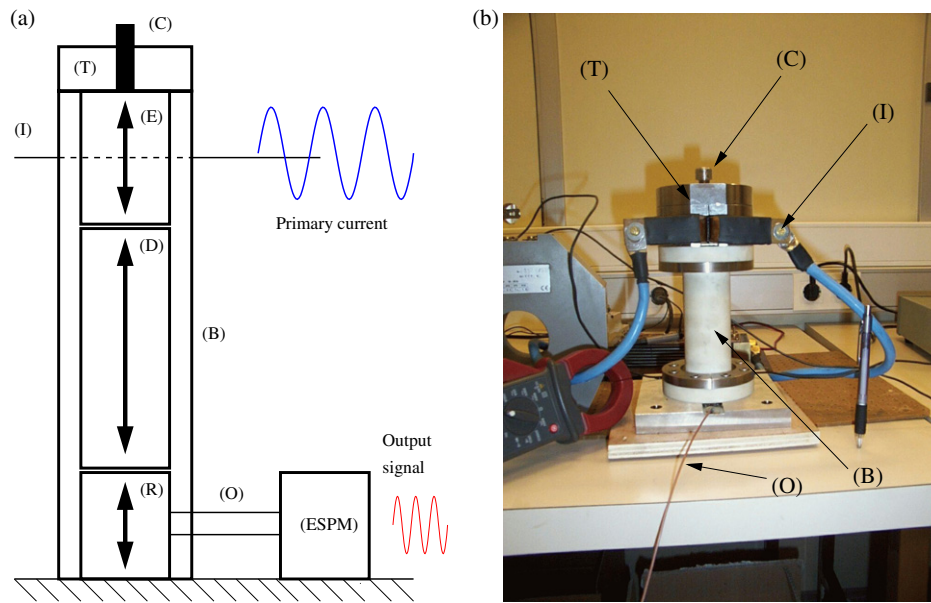 (a)
(C)
(T)
(E)
(I)
Primary current
(D)
(B)
Output
signal
(R)
(O)
(ESPM)
(b)
(C)
(T)
(I)
(B)
(O)